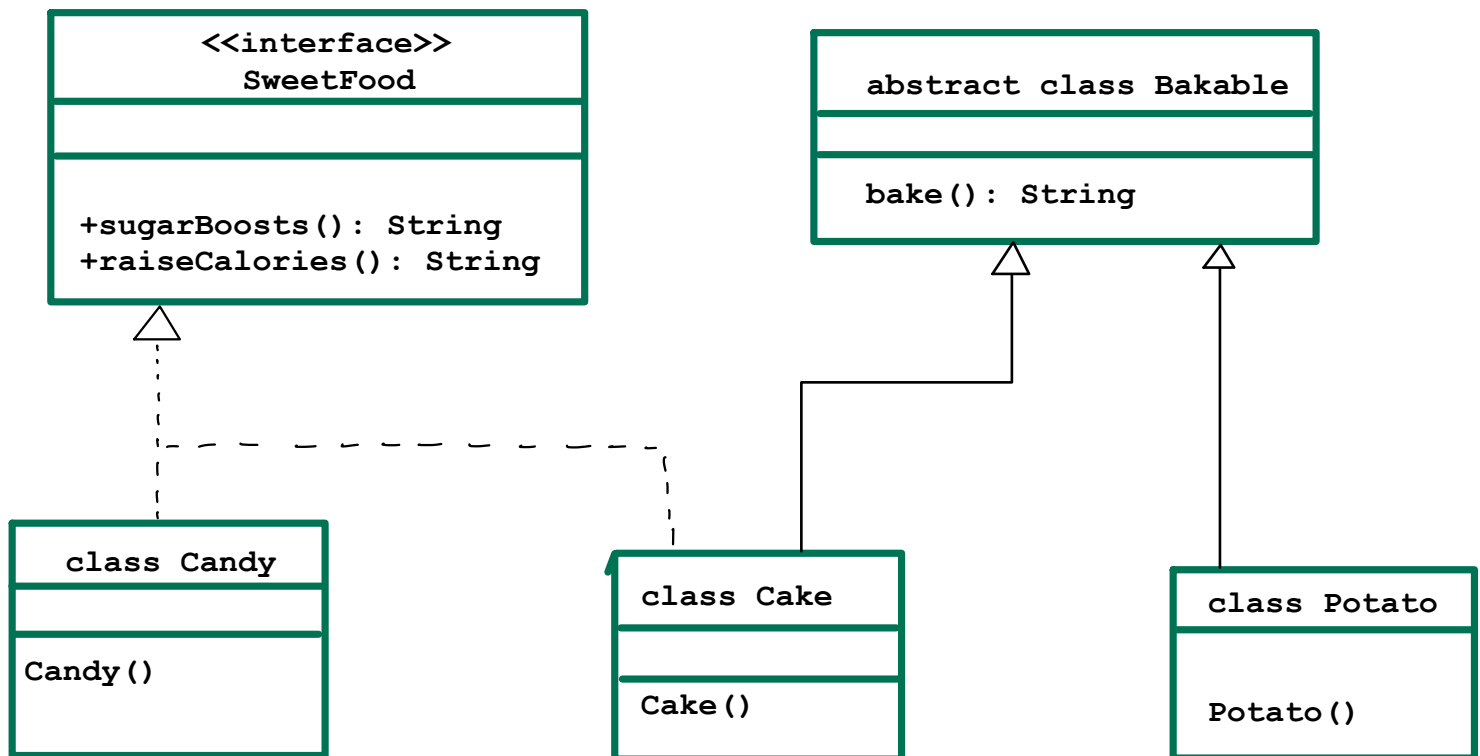 <<interface>>
SweetFood
+sugarBoosts(): String
+raiseCalories(): String
abstract class Bakable
bake(): String
class Candy
Candy()
class Cake
Cake()
class Potato
Potato()